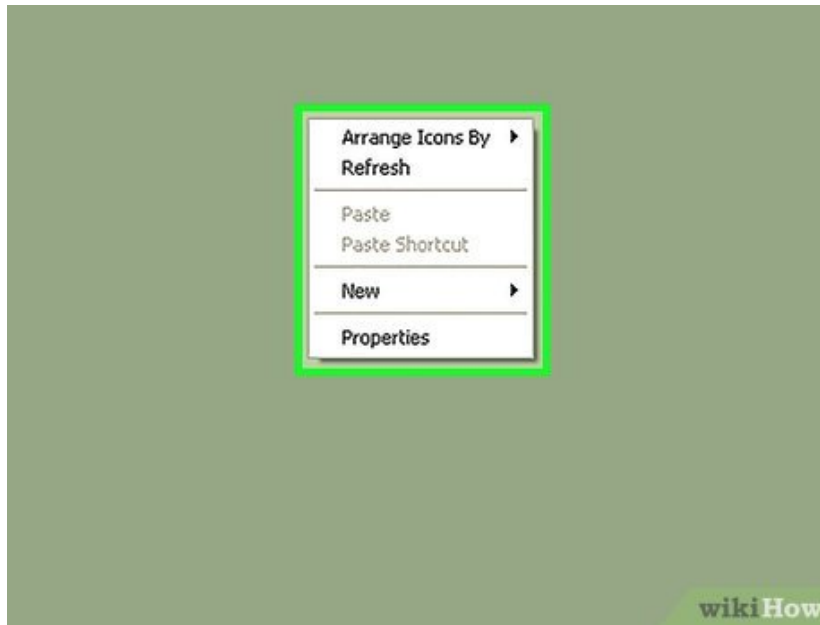 Arrange Icons By
Refresh
Paste
Paste Shortcut
New
Properties
wikiHow